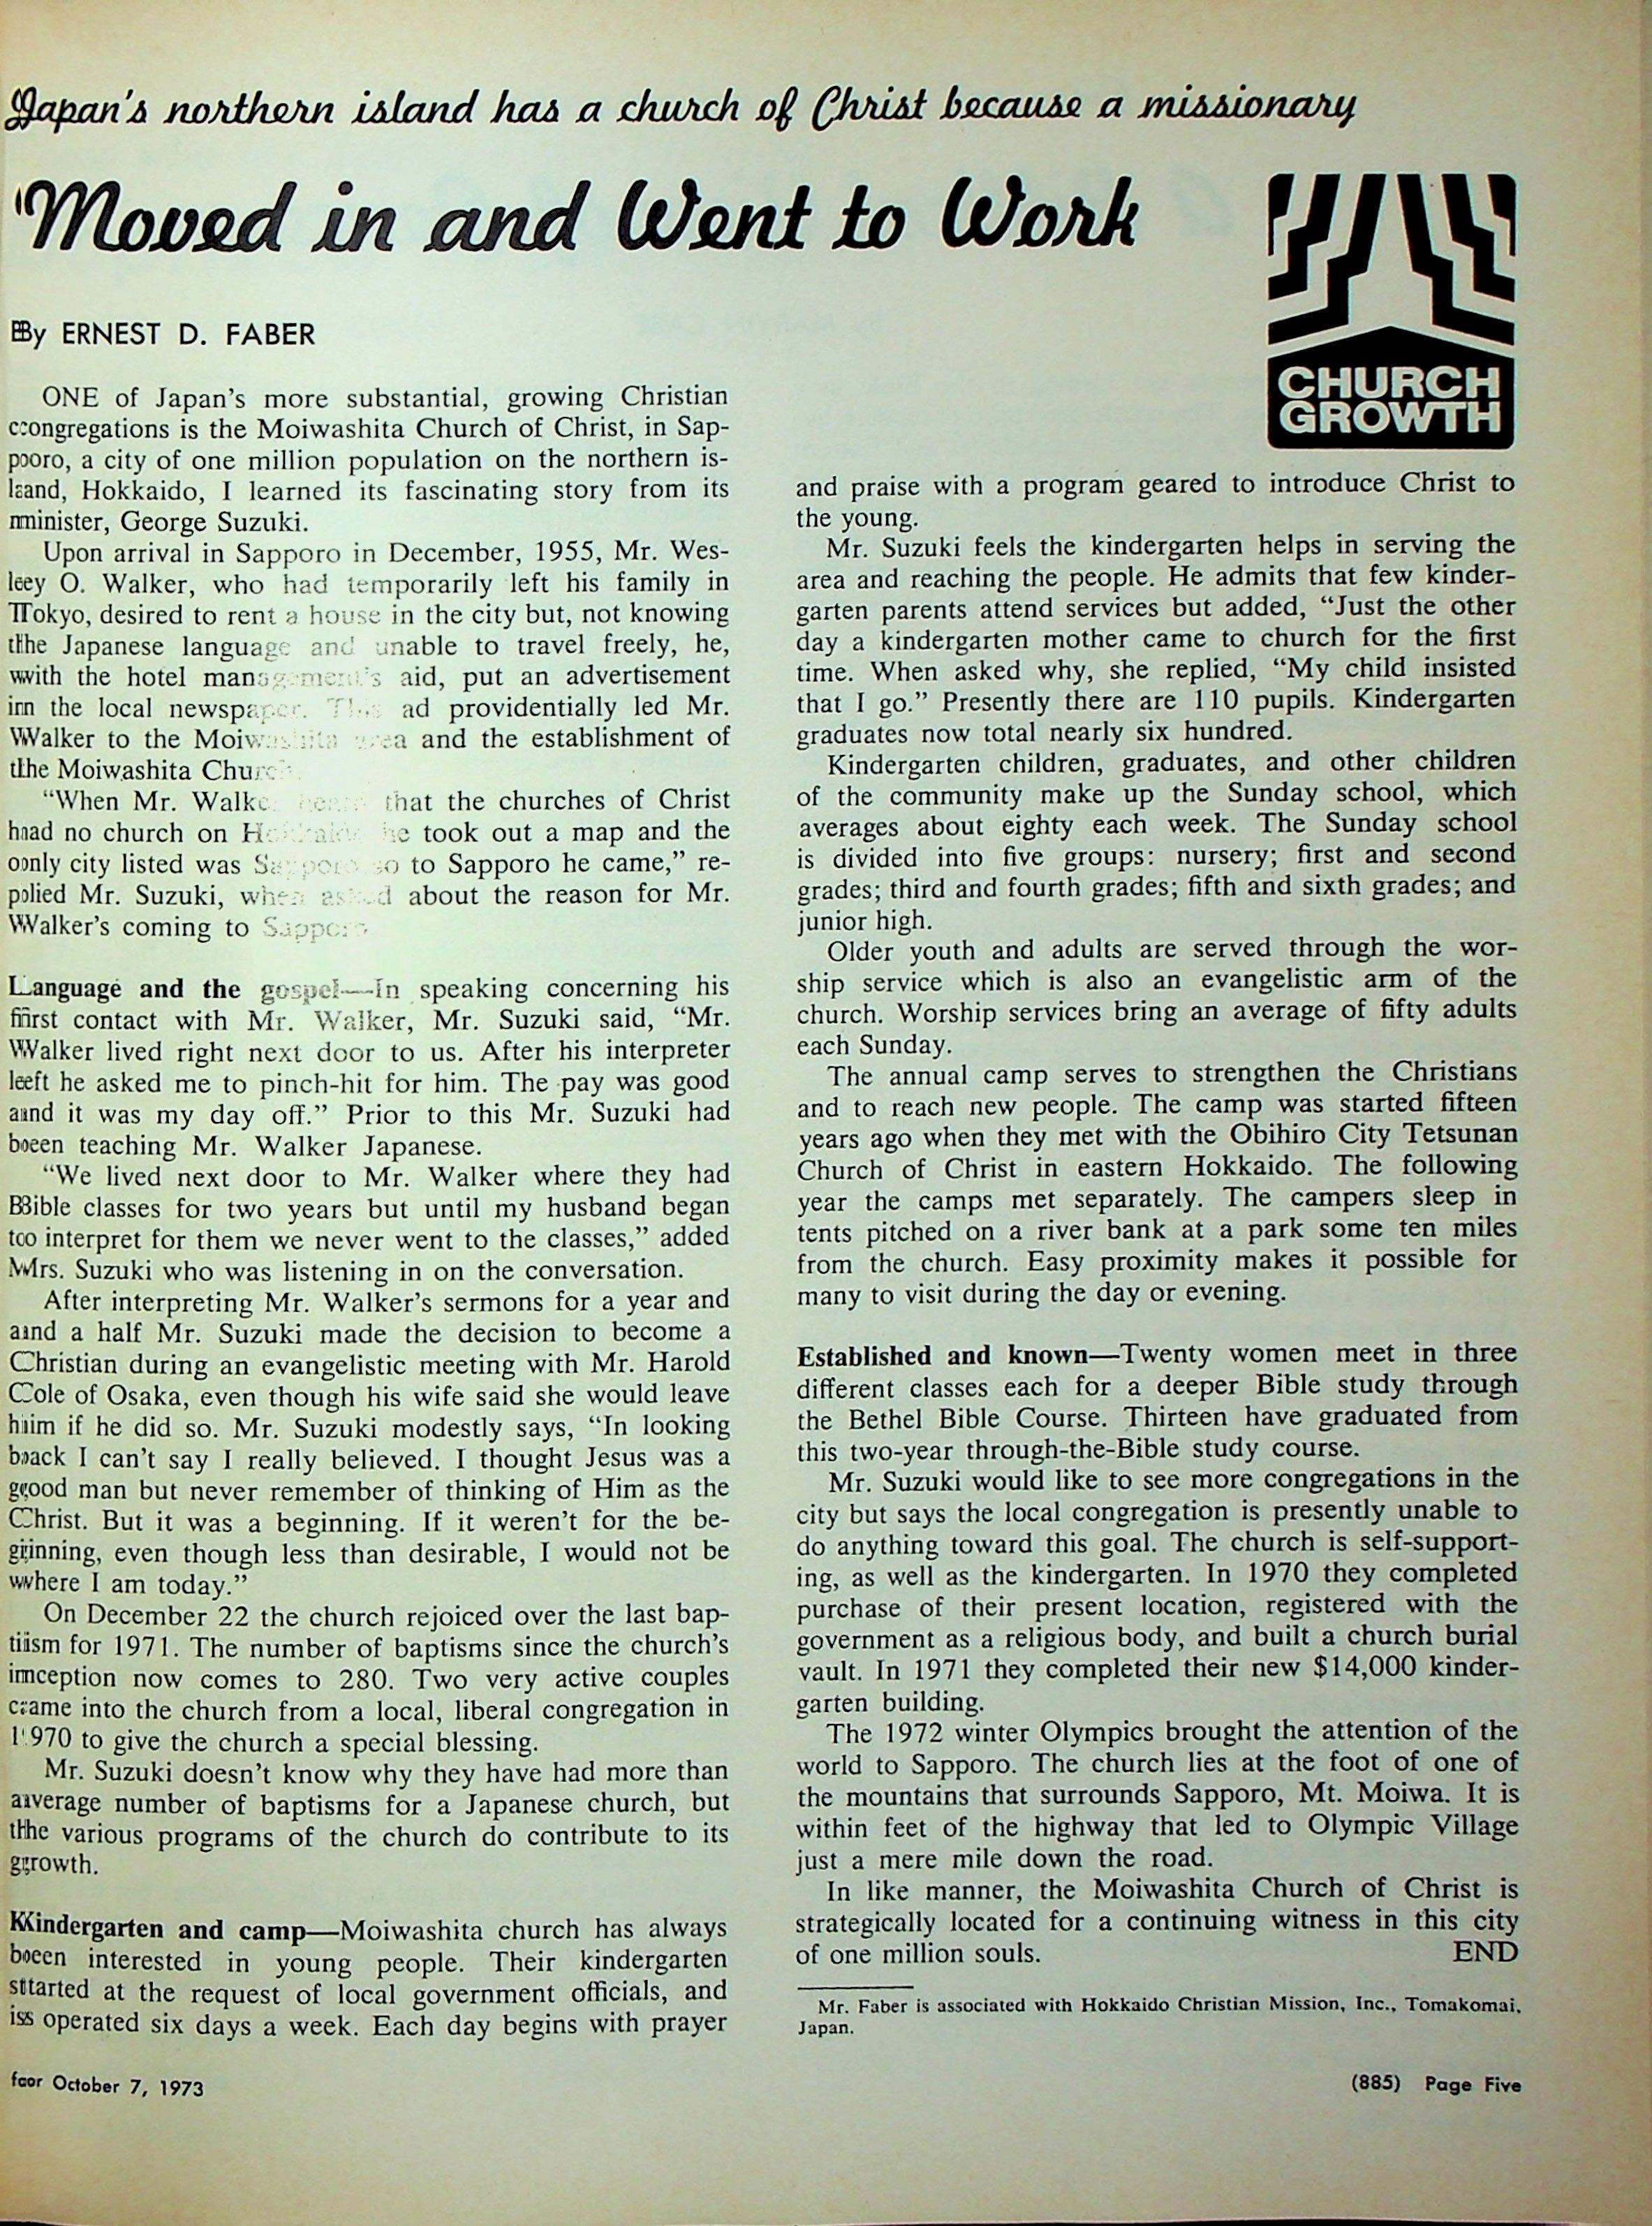 Japan's northern island has a church of Christ because a missionary
Moved in and Went to Work
CHURCH
GROWTH
By ERNEST D. FABER
ONE of Japan's more substantial, growing Christian
congregations is the Moiwashita Church of Christ, in Sap-
poro, a city of one million population on the northern is-
land, Hokkaido, I learned its fascinating story from its
minister, George Suzuki.
Upon arrival in Sapporo in December, 1955, Mr. Wes-
ley O. Walker, who had temporarily left his family in
Tokyo, desired to rent a house in the city but, not knowing
the Japanese language and unable to travel freely, he,
with the hotel management's aid, put an advertisement
in the local newspaper. This ad providentially led Mr.
Walker to the Moiwashita area and the establishment of
the Moiwashita Church.
"When Mr. Walker heard that the churches of Christ
had no church on Hokkaido he took out a map and the
only city listed was Sapporo so to Sapporo he came," re-
plied Mr. Suzuki, when asked about the reason for Mr.
Walker's coming to Sapporo
Language and the gospel—In speaking concerning his
first contact with Mr. Walker, Mr. Suzuki said, "Mr.
Walker lived right next door to us. After his interpreter
left he asked me to pinch-hit for him. The pay was good
and it was my day off." Prior to this Mr. Suzuki had
been teaching Mr. Walker Japanese.
"We lived next door to Mr. Walker where they had
Bible classes for two years but until my husband began
to interpret for them we never went to the classes," added
Mrs. Suzuki who was listening in on the conversation.
After interpreting Mr. Walker's sermons for a year and
and a half Mr. Suzuki made the decision to become a
Christian during an evangelistic meeting with Mr. Harold
Cole of Osaka, even though his wife said she would leave
him if he did so. Mr. Suzuki modestly says, "In looking
back I can't say I really believed. I thought Jesus was a
good man but never remember of thinking of Him as the
Christ. But it was a beginning. If it weren't for the be-
ginning, even though less than desirable, I would not be
where I am today."
On December 22 the church rejoiced over the last bap-
tism for 1971. The number of baptisms since the church's
inception now comes to 280. Two very active couples
came into the church from a local, liberal congregation in
1970 to give the church a special blessing.
Mr. Suzuki doesn't know why they have had more than
average number of baptisms for a Japanese church, but
the various programs of the church do contribute to its
growth.
Kindergarten and camp—Moiwashita church has always
been interested in young people. Their kindergarten
started at the request of local government officials, and
is operated six days a week. Each day begins with prayer
and praise with a program geared to introduce Christ to
the young.
Mr. Suzuki feels the kindergarten helps in serving the
area and reaching the people. He admits that few kinder-
garten parents attend services but added, "Just the other
day a kindergarten mother came to church for the first
time. When asked why, she replied, "My child insisted
that I go." Presently there are 110 pupils. Kindergarten
graduates now total nearly six hundred.
Kindergarten children, graduates, and other children
of the community make up the Sunday school, which
averages about eighty each week. The Sunday school
is divided into five groups: nursery; first and second
grades; third and fourth grades; fifth and sixth grades; and
junior high.
Older youth and adults are served through the wor-
ship service which is also an evangelistic arm of the
church. Worship services bring an average of fifty adults
each Sunday.
The annual camp serves to strengthen the Christians
and to reach new people. The camp was started fifteen
years ago when they met with the Obihiro City Tetsunan
Church of Christ in eastern Hokkaido. The following
year the camps met separately. The campers sleep in
tents pitched on a river bank at a park some ten miles
from the church. Easy proximity makes it possible for
many to visit during the day or evening.
Established and known—Twenty women meet in three
different classes each for a deeper Bible study through
the Bethel Bible Course. Thirteen have graduated from
this two-year through-the-Bible study course.
Mr. Suzuki would like to see more congregations in the
city but says the local congregation is presently unable to
do anything toward this goal. The church is self-support-
ing, as well as the kindergarten. In 1970 they completed
purchase of their present location, registered with the
government as a religious body, and built a church burial
vault. In 1971 they completed their new $14,000 kinder-
garten building.
The 1972 winter Olympics brought the attention of the
world to Sapporo. The church lies at the foot of one of
the mountains that surrounds Sapporo, Mt. Moiwa. It is
within feet of the highway that led to Olympic Village
just a mere mile down the road.
In like manner, the Moiwashita Church of Christ is
strategically located for a continuing witness in this city
of one million souls. END
Mr. Faber is associated with Hokkaido Christian Mission, Inc., Tomakomai,
Japan.
for October 7, 1973
(885) Page Five